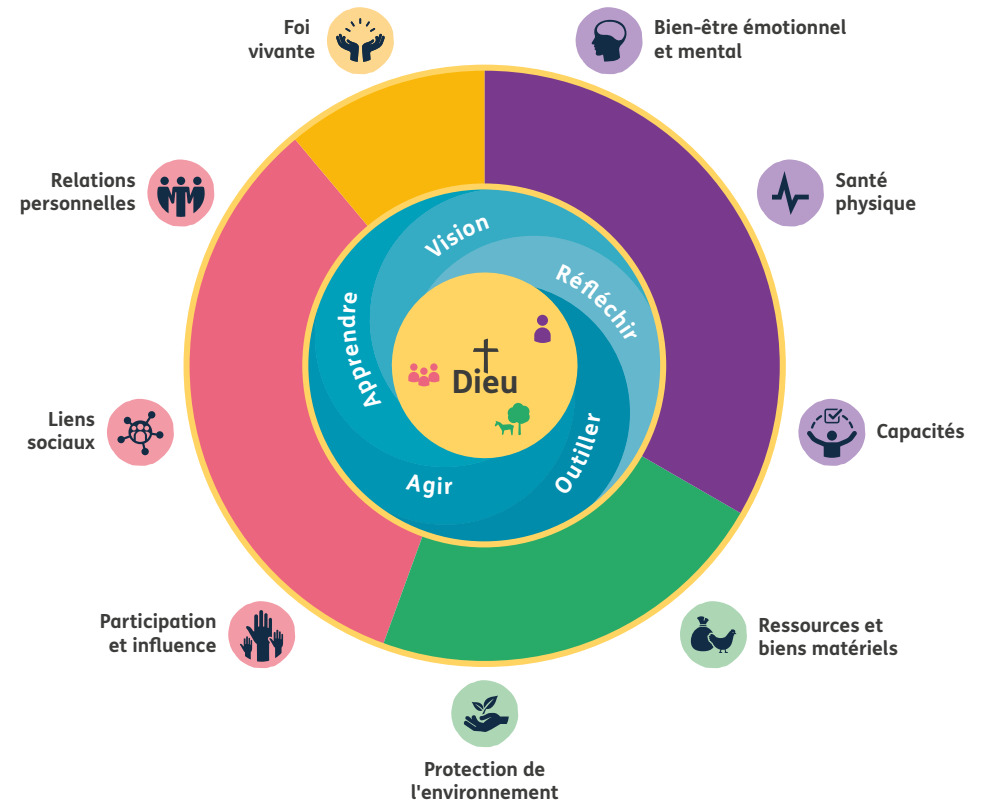 Foi
vivante
Bien-être émotionnel
et mental
Relations
personnelles
Santé
physique
Vision
Réfléchir
Apprendre
Dieu
Outiller
Agir
Liens
sociaux
Capacités
Participation
et influence
Ressources et
biens matériels
Protection de
l'environnement